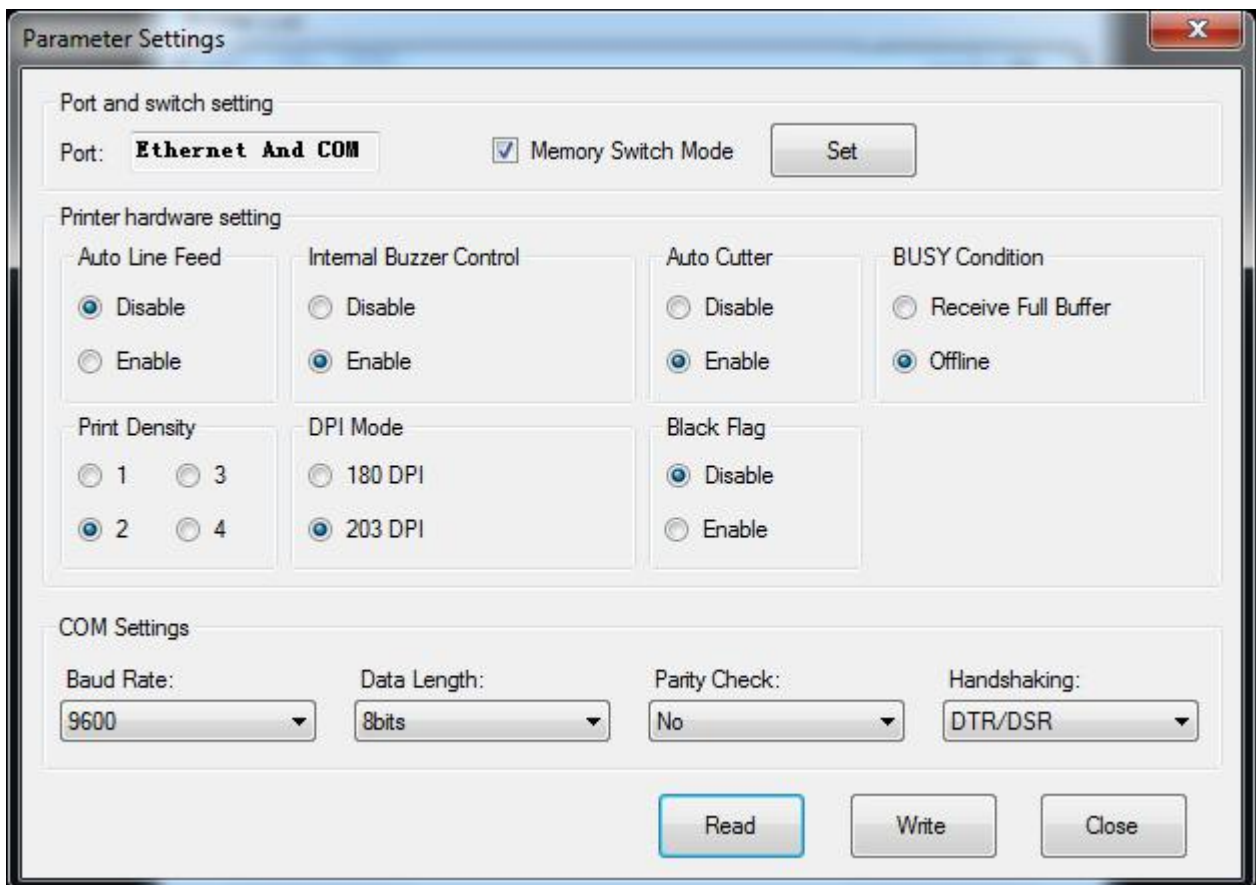 Parameter Settings
Port and switch setting
Port: Ethernet And COM Memory Switch Mode Set
Printer hardware setting
Auto Line Feed Internal Buzzer Control Auto Cutter BUSY Condition
Disable Disable Disable Receive Full Buffer
Enable Enable Enable Offline
Print Density DPI Mode Black Flag
1 3 180 DPI Disable
2 4 203 DPI Enable
COM Settings
Baud Rate: Data Length: Parity Check: Handshaking:
9600 8bits No DTR/DSR
Read Write Close